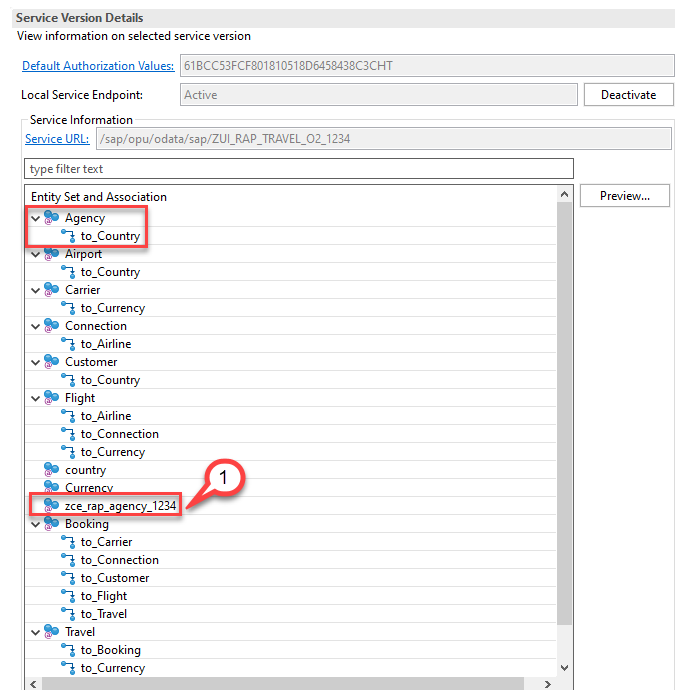 Service Version Details
View information on selected service version
Default Authorization Values: 61BCC53FCF801810518D6458438C3CHT
Local Service Endpoint: Active Deactivate
Service Information
Service URL: /sap/opu/odata/sap/ZUI_RAP_TRAVEL_O2_1234
type filter text
Entity Set and Association Preview...
Agency
to_Country
Airport
to_Country
Carrier
to_Currency
Connection
to_Airline
Customer
to_Country
Flight
to_Airline
to_Connection
to_Currency
country
1
Currency
zce_rap_agency_1234
Booking
to_Carrier
to_Connection
to_Customer
to_Flight
to_Travel
Travel
to_Booking
to_Currency